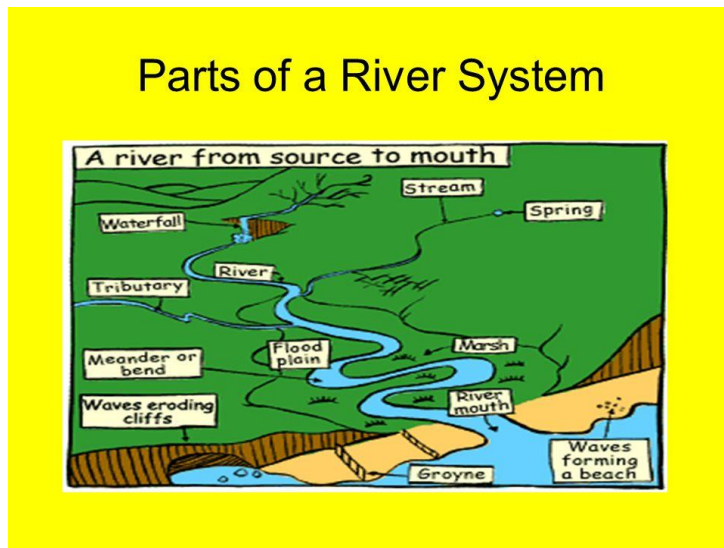 Parts of a River System
A river from source to mouth
Stream
Spring
Waterfall
River
Tributary
Flood
plain
Marsh
Meander or
bend
River
mouth
Waves eroding
cliffs
Waves
forming
a beach
Groyne